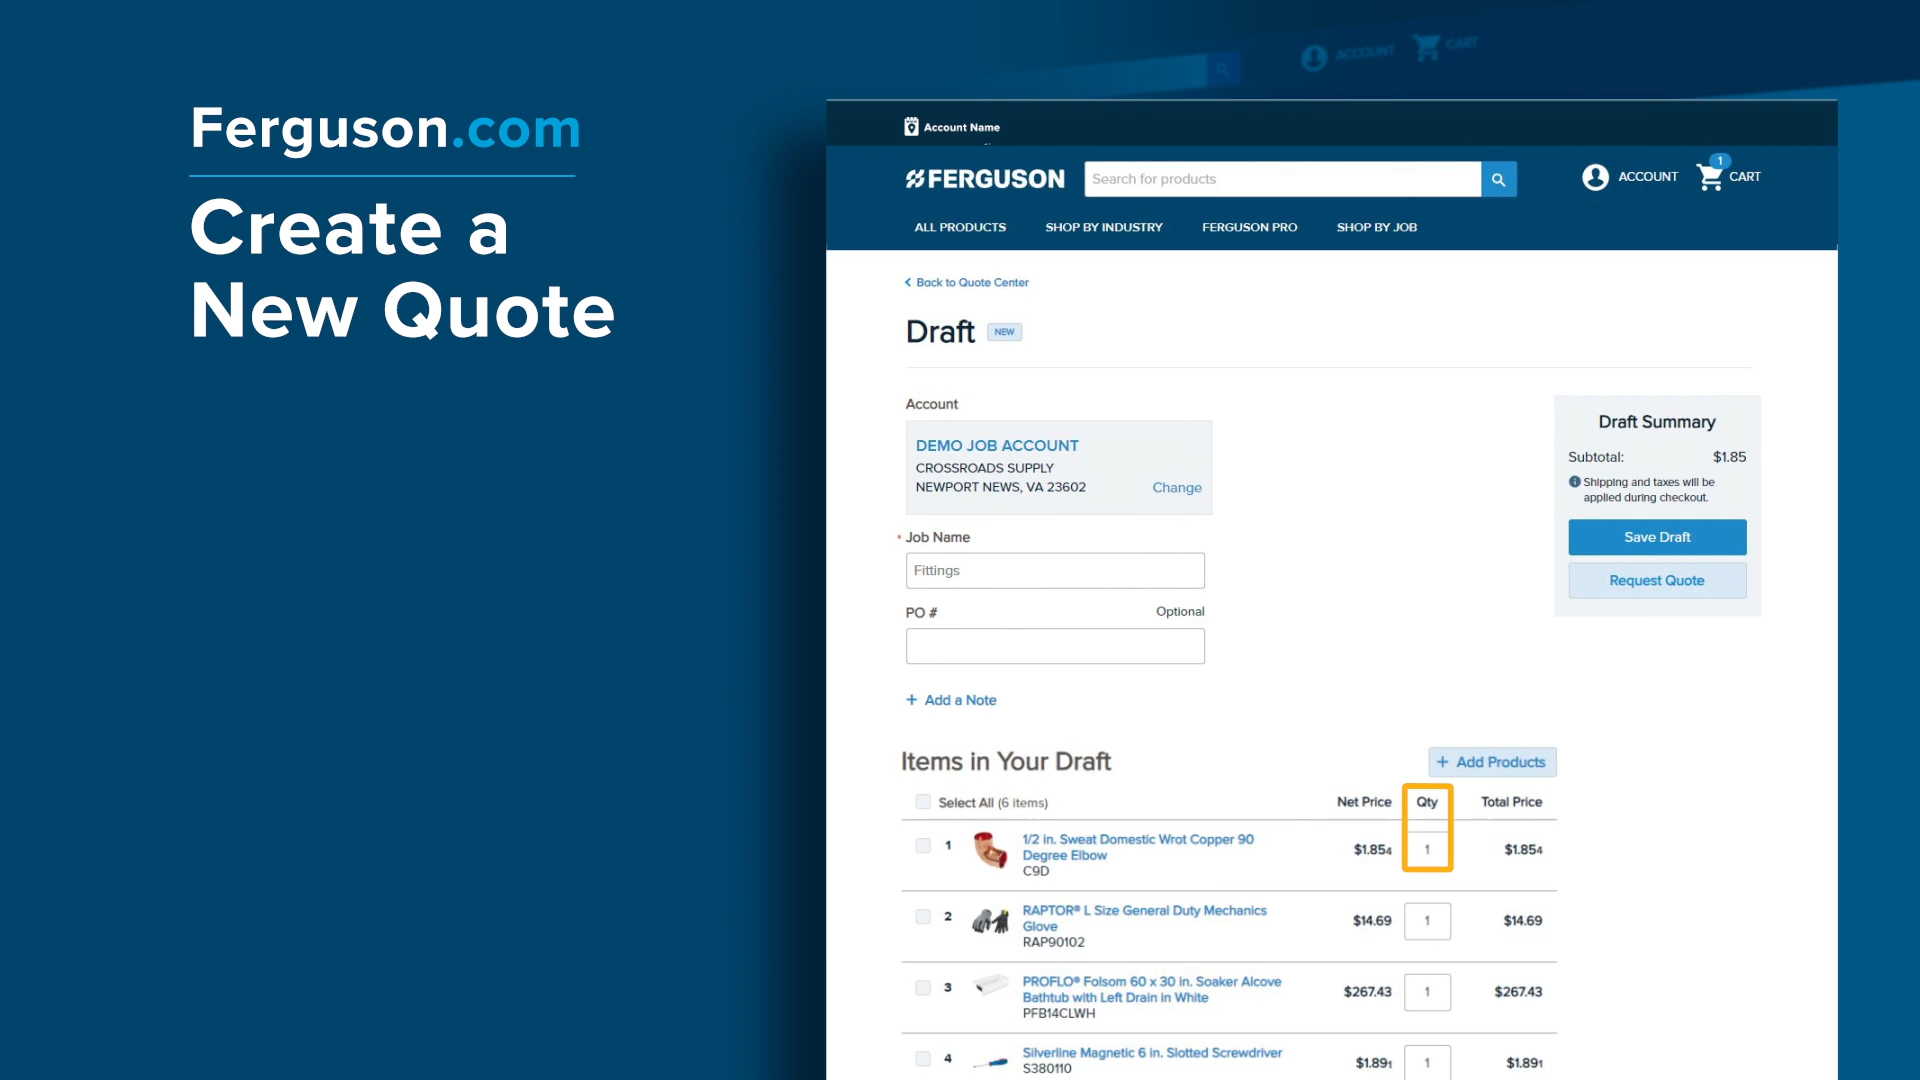 ACCOUNT
CART
Ferguson.com
Create a
New Quote
Account Name
FERGUSON
Search for products
ACCOUNT
1
CART
ALL PRODUCTS
SHOP BY INDUSTRY
FERGUSON PRO
SHOP BY JOB
Back to Quote Center
Draft
NEW
Account
DEMO JOB ACCOUNT
CROSSROADS SUPPLY
NEWPORT NEWS, VA 23602
Change
* Job Name
Fittings
PO #
Optional
+ Add a Note
Draft Summary
Subtotal: $1.85
Shipping and taxes will be
applied during checkout.
Save Draft
Request Quote
Items in Your Draft
+ Add Products
Select All (6 items)
Net Price Qty Total Price
1
1/2 in. Sweat Domestic Wrot Copper 90
Degree Elbow
C9D
$1.854 1 $1.854
2
RAPTOR® L Size General Duty Mechanics
Glove
RAP90102
$14.69 1 $14.69
3
PROFLO® Folsom 60 x 30 in. Soaker Alcove
Bathtub with Left Drain in White
PFB14CLWH
$267.43 1 $267.43
4
Silverline Magnetic 6 in. Slotted Screwdriver
S380110
$1.891 1 $1.891